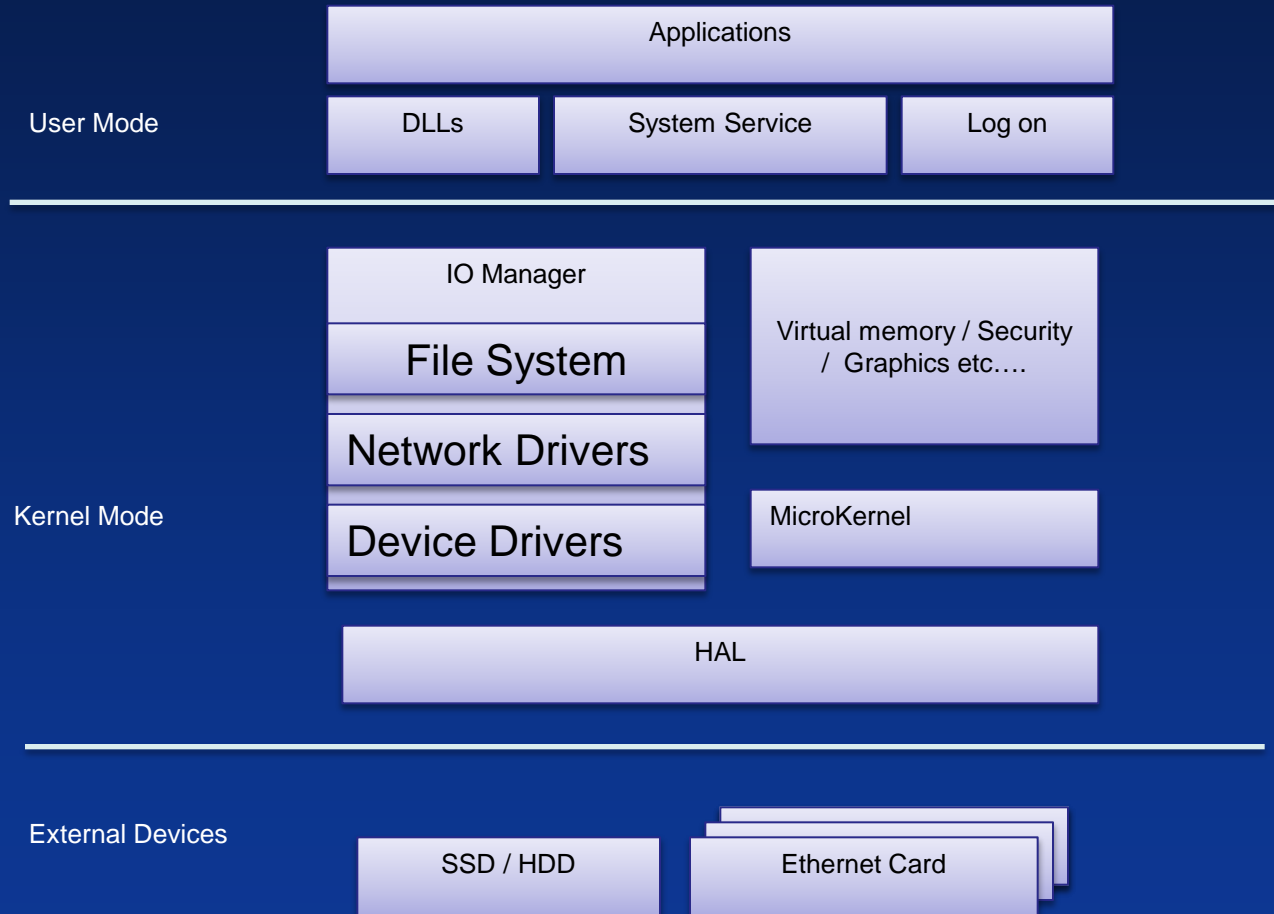 Applications
User Mode
DLLs
System Service
Log on
IO Manager
File System
Network Drivers
Device Drivers
Virtual memory / Security
/ Graphics etc....
Kernel Mode
MicroKernel
HAL
External Devices
SSD / HDD
Ethernet Card